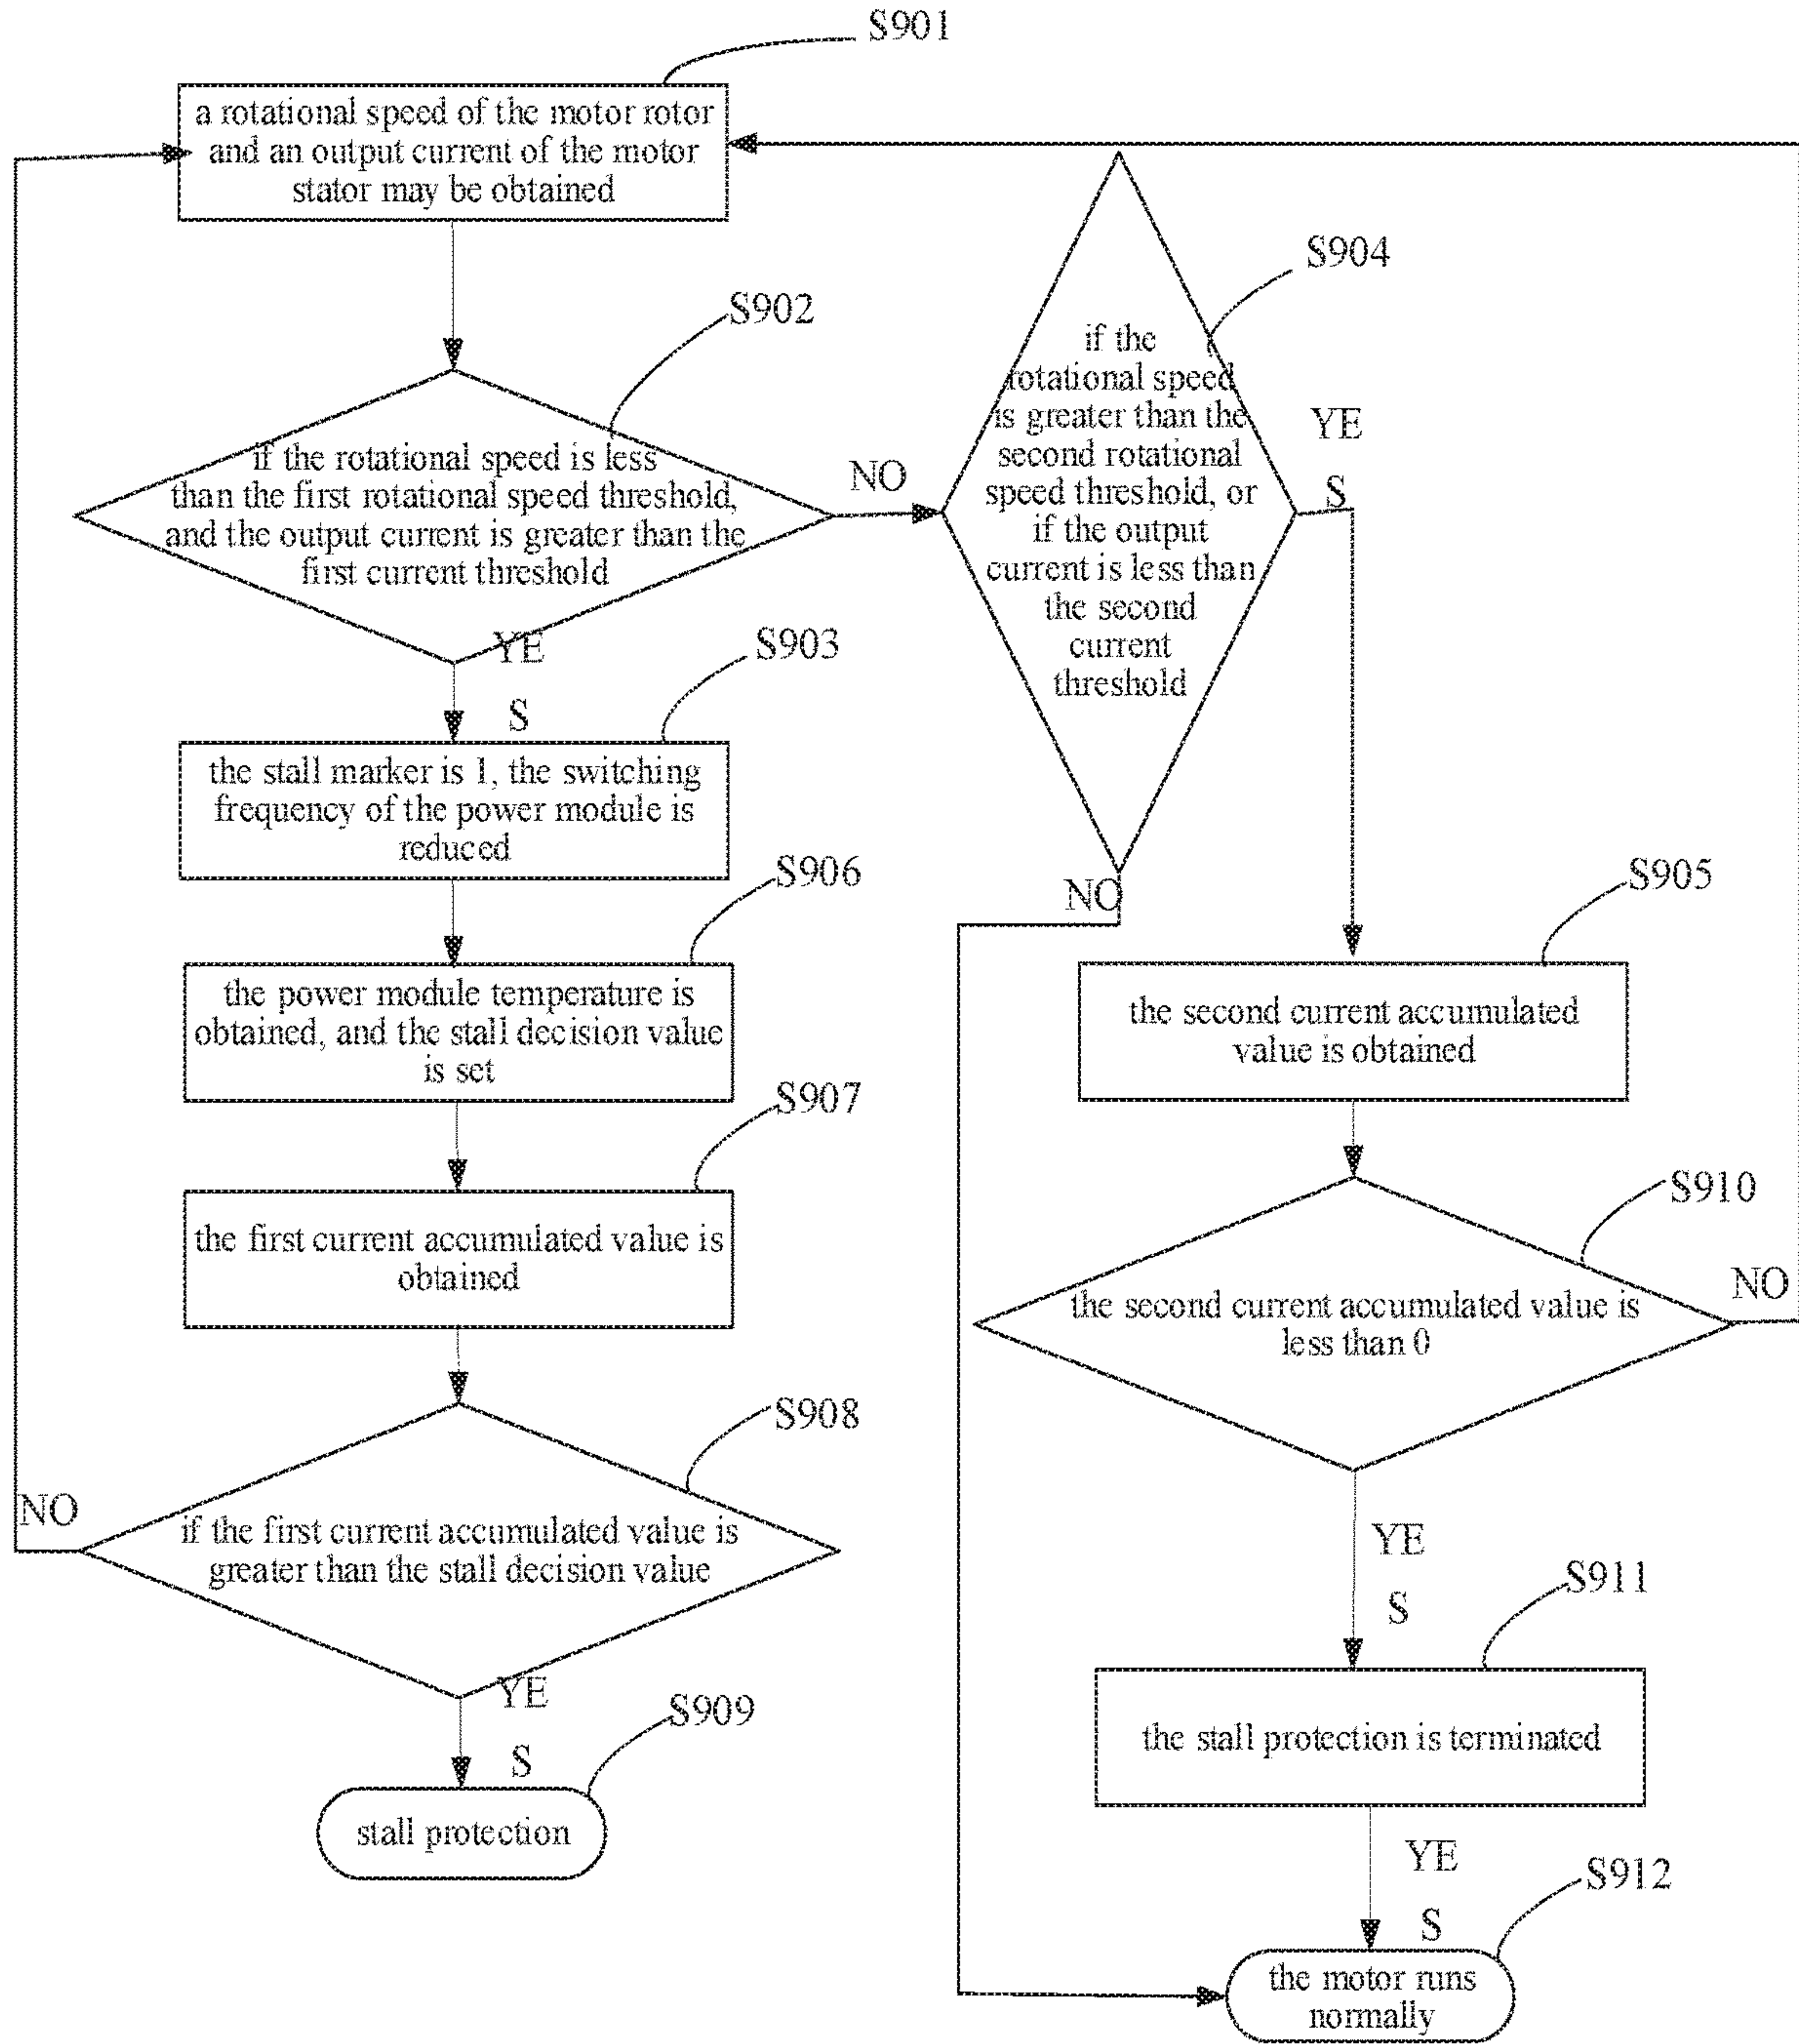 S901
a rotational speed of the motor rotor
and an output current of the motor
stator may be obtained
S902
if the rotational speed is less
than the first rotational speed threshold,
and the output current is greater than the
first current threshold
NO
S904
if the
rotational speed
is greater than the
second rotational
speed threshold, or
if the output
current is less than
the second
current
threshold
YE
S
NO
YE
S
S903
the stall marker is 1, the switching
frequency of the power module is
reduced
S906
the power module temperature is
obtained, and the stall decision value
is set
S907
the first current accumulated value is
obtained
S908
if the first current accumulated value is
greater than the stall decision value
NO
YE
S
S909
stall protection
S905
the second current accumulated
value is obtained
S910
the second current accumulated value is
less than 0
NO
YE
S
S911
the stall protection is terminated
YE
S
S912
the motor runs
normally